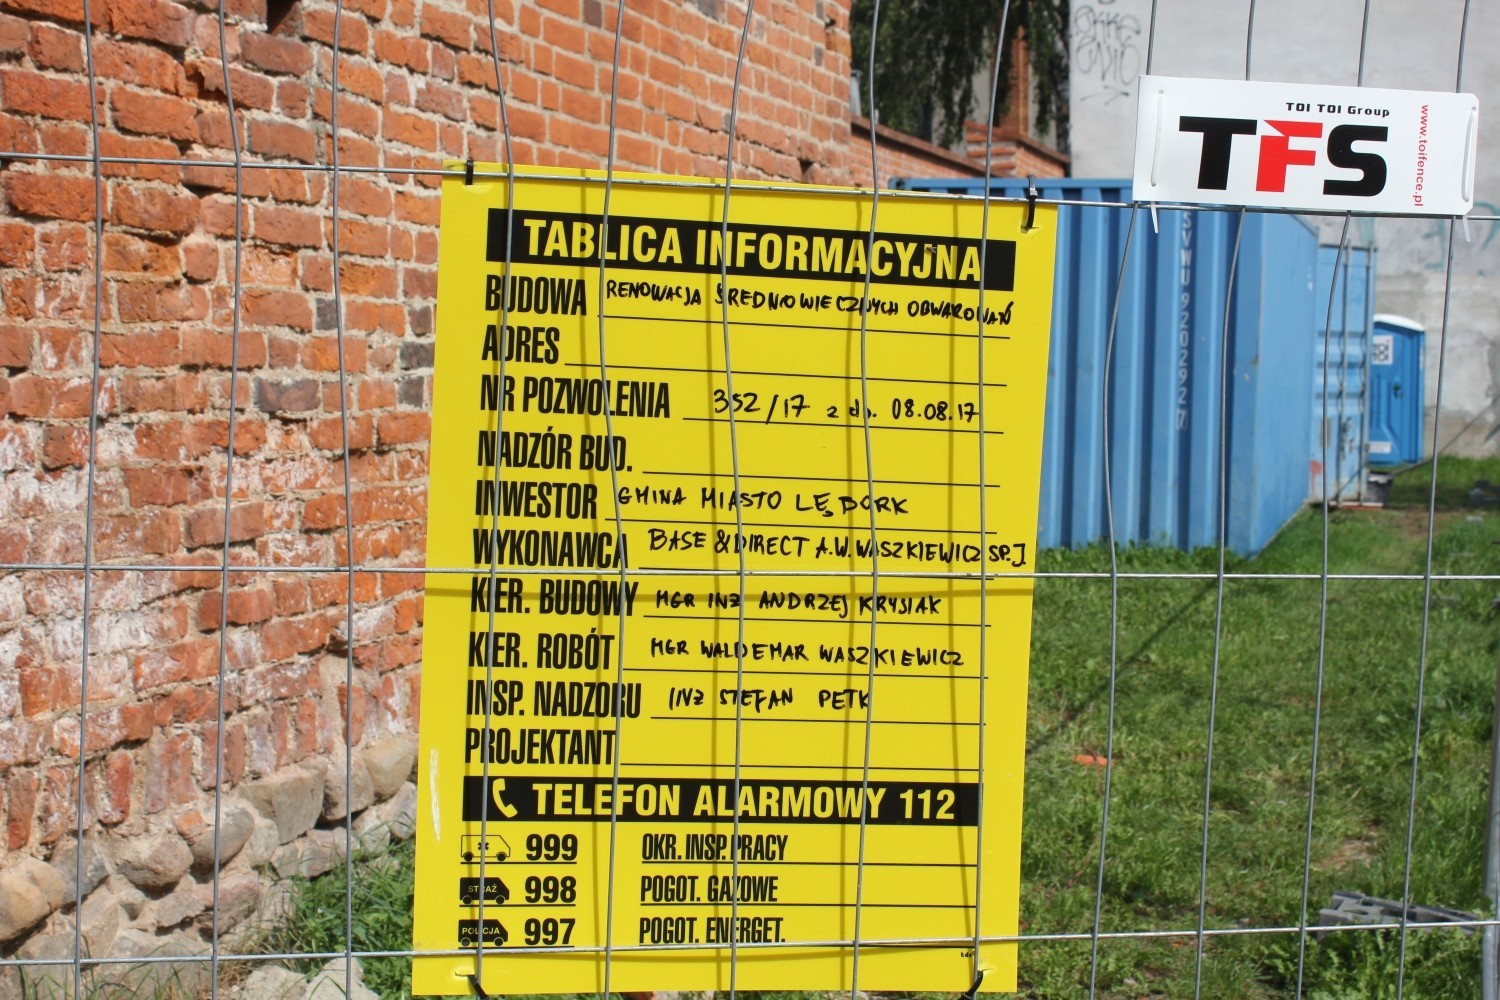 TOI TOI Group
TFS
www.toifence.pl
TABLICA INFORMACYJNA
BUDOWA RENOWACJA ŚREDNIOWIECZNYCH OBWAROWAŃ
ADRES
NR POZWOLENIA 352/17 z dn. 08.08.17
NADZÓR BUD.
INWESTOR GMINA MIASTO LĘBORK
WYKONAWCA BASE & DIRECT A.W. WASZKIEWICZ SP.J
KIER. BUDOWY MGR INŻ ANDRZEJ KRYSIAK
KIER. ROBÓT MGR WALDEMAR WASZKIEWICZ
INSP. NADZORU INŻ STEFAN PETK
PROJEKTANT
TELEFON ALARMOWY 112
999 OKR. INSP. PRACY
STRAŻ 998 POGOT. GAZOWE
POLICJA 997 POGOT. ENERGET.